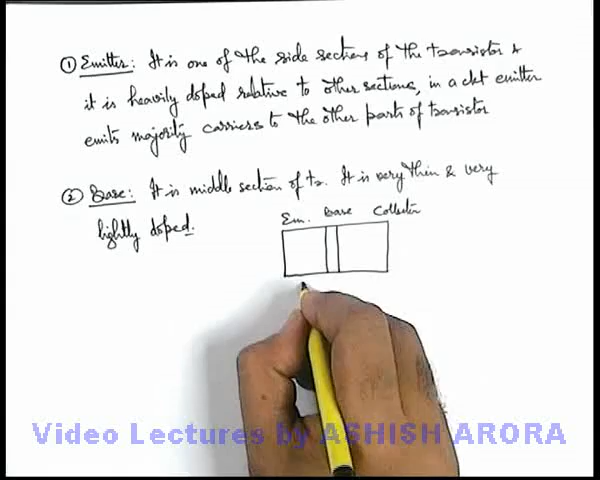 ① Emitter: It is one of the side sections of the transistor &
it is heavily doped relative to other sections, in a ckt emitter
emits majority carriers to the other parts of transistor
② Base: It is middle section of tr. It is very thin & very
lightly doped.
Em. Base Collector
Video Lectures by ASHISH ARORA